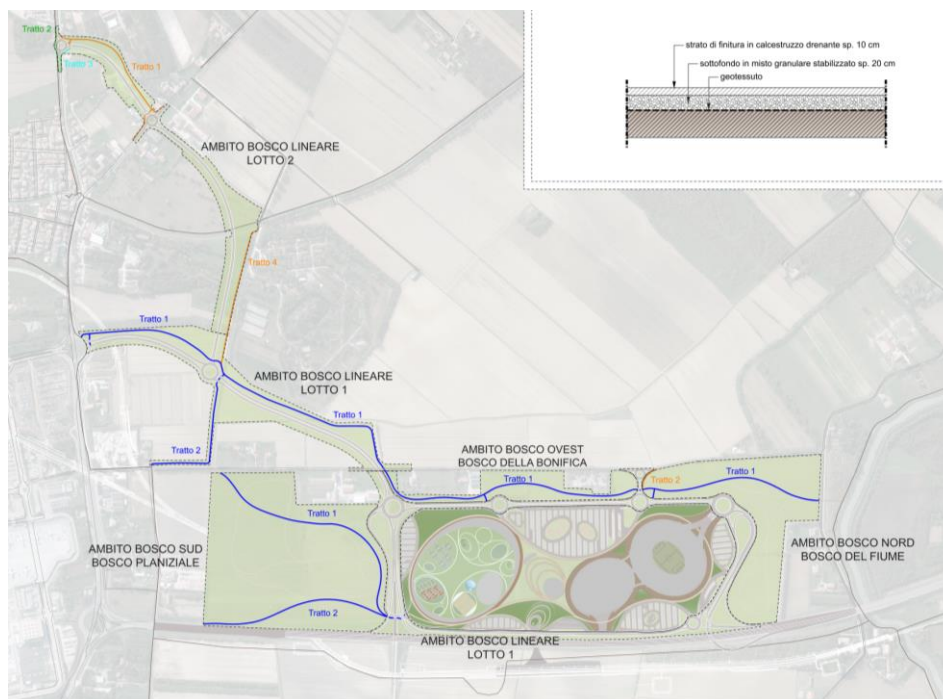 Tratto 2
Tratto 3
Tratto 1
strato di finitura in calcestruzzo drenante sp. 10 cm
sottofondo in misto granulare stabilizzato sp. 20 cm
geotessuto
AMBITO BOSCO LINEARE
LOTTO 2
Tratto 4
Tratto 1
AMBITO BOSCO LINEARE
LOTTO 1
Tratto 1
Tratto 2
AMBITO BOSCO OVEST
BOSCO DELLA BONIFICA
Tratto 1
Tratto 2
Tratto 1
Tratto 1
AMBITO BOSCO SUD
BOSCO PLANIZIALE
AMBITO BOSCO NORD
BOSCO DEL FIUME
Tratto 2
AMBITO BOSCO LINEARE
LOTTO 1